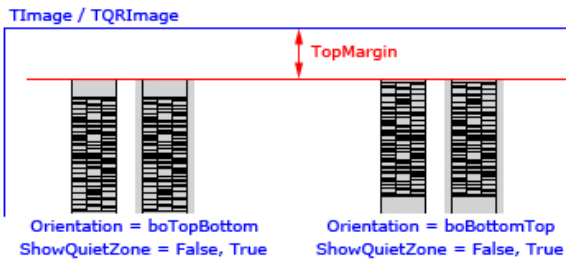 TImage / TQRImage
TopMargin
Orientation = boTopBottom
ShowQuietZone = False, True
Orientation = boBottomTop
ShowQuietZone = False, True